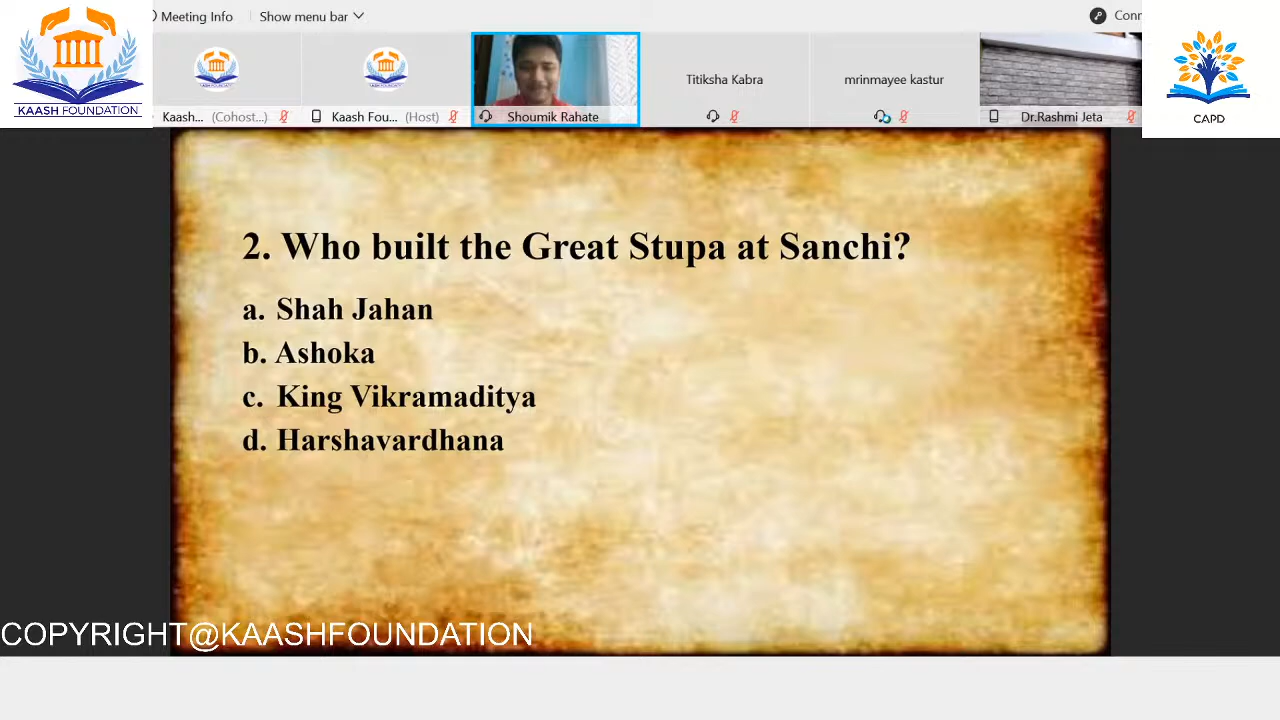 Meeting Info
Show menu bar
Conn
KAASH FOUNDATION
Kaash... (Cohost...)
Kaash Fou... (Host)
Shoumik Rahate
Titiksha Kabra
mrinmayee kastur
Dr.Rashmi Jeta
CAPD
2. Who built the Great Stupa at Sanchi?
a. Shah Jahan
b. Ashoka
c. King Vikramaditya
d. Harshavardhana
COPYRIGHT@KAASHFOUNDATION